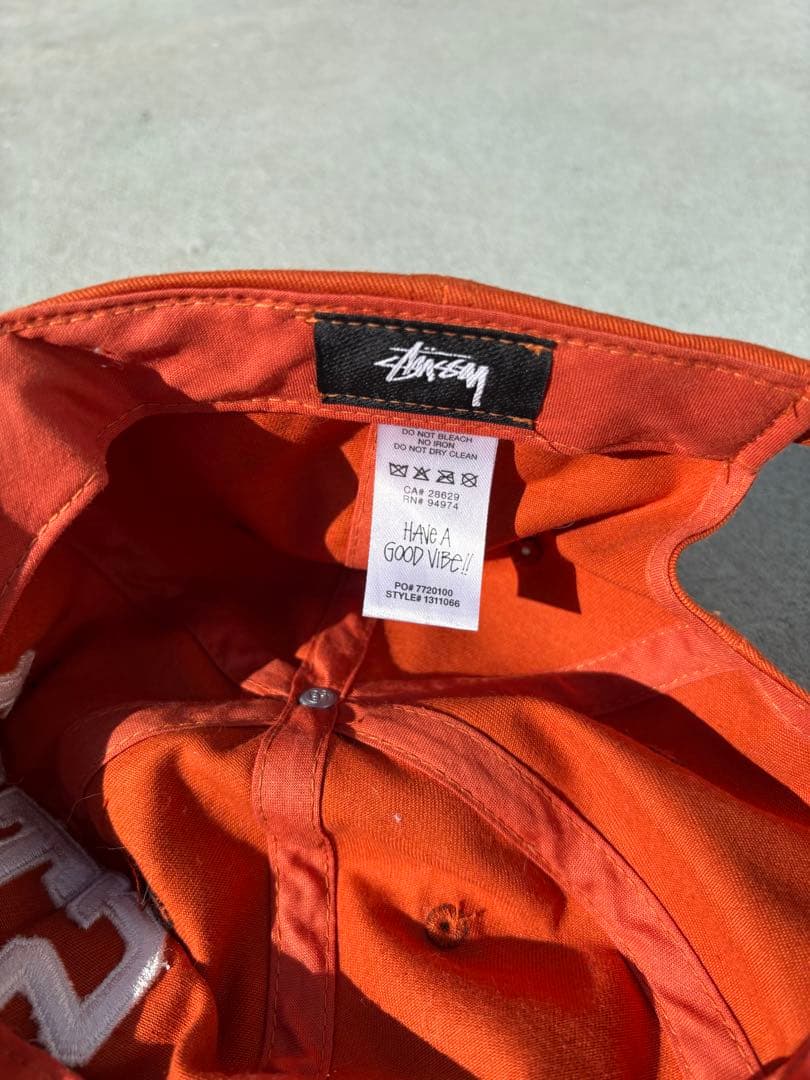 Stüssy
DO NOT BLEACH
NO IRON
DO NOT DRY CLEAN
CA# 28629
RN# 94974
HAVE A
GOOD VIBE!!
PO# 7720100
STYLE# 1311066